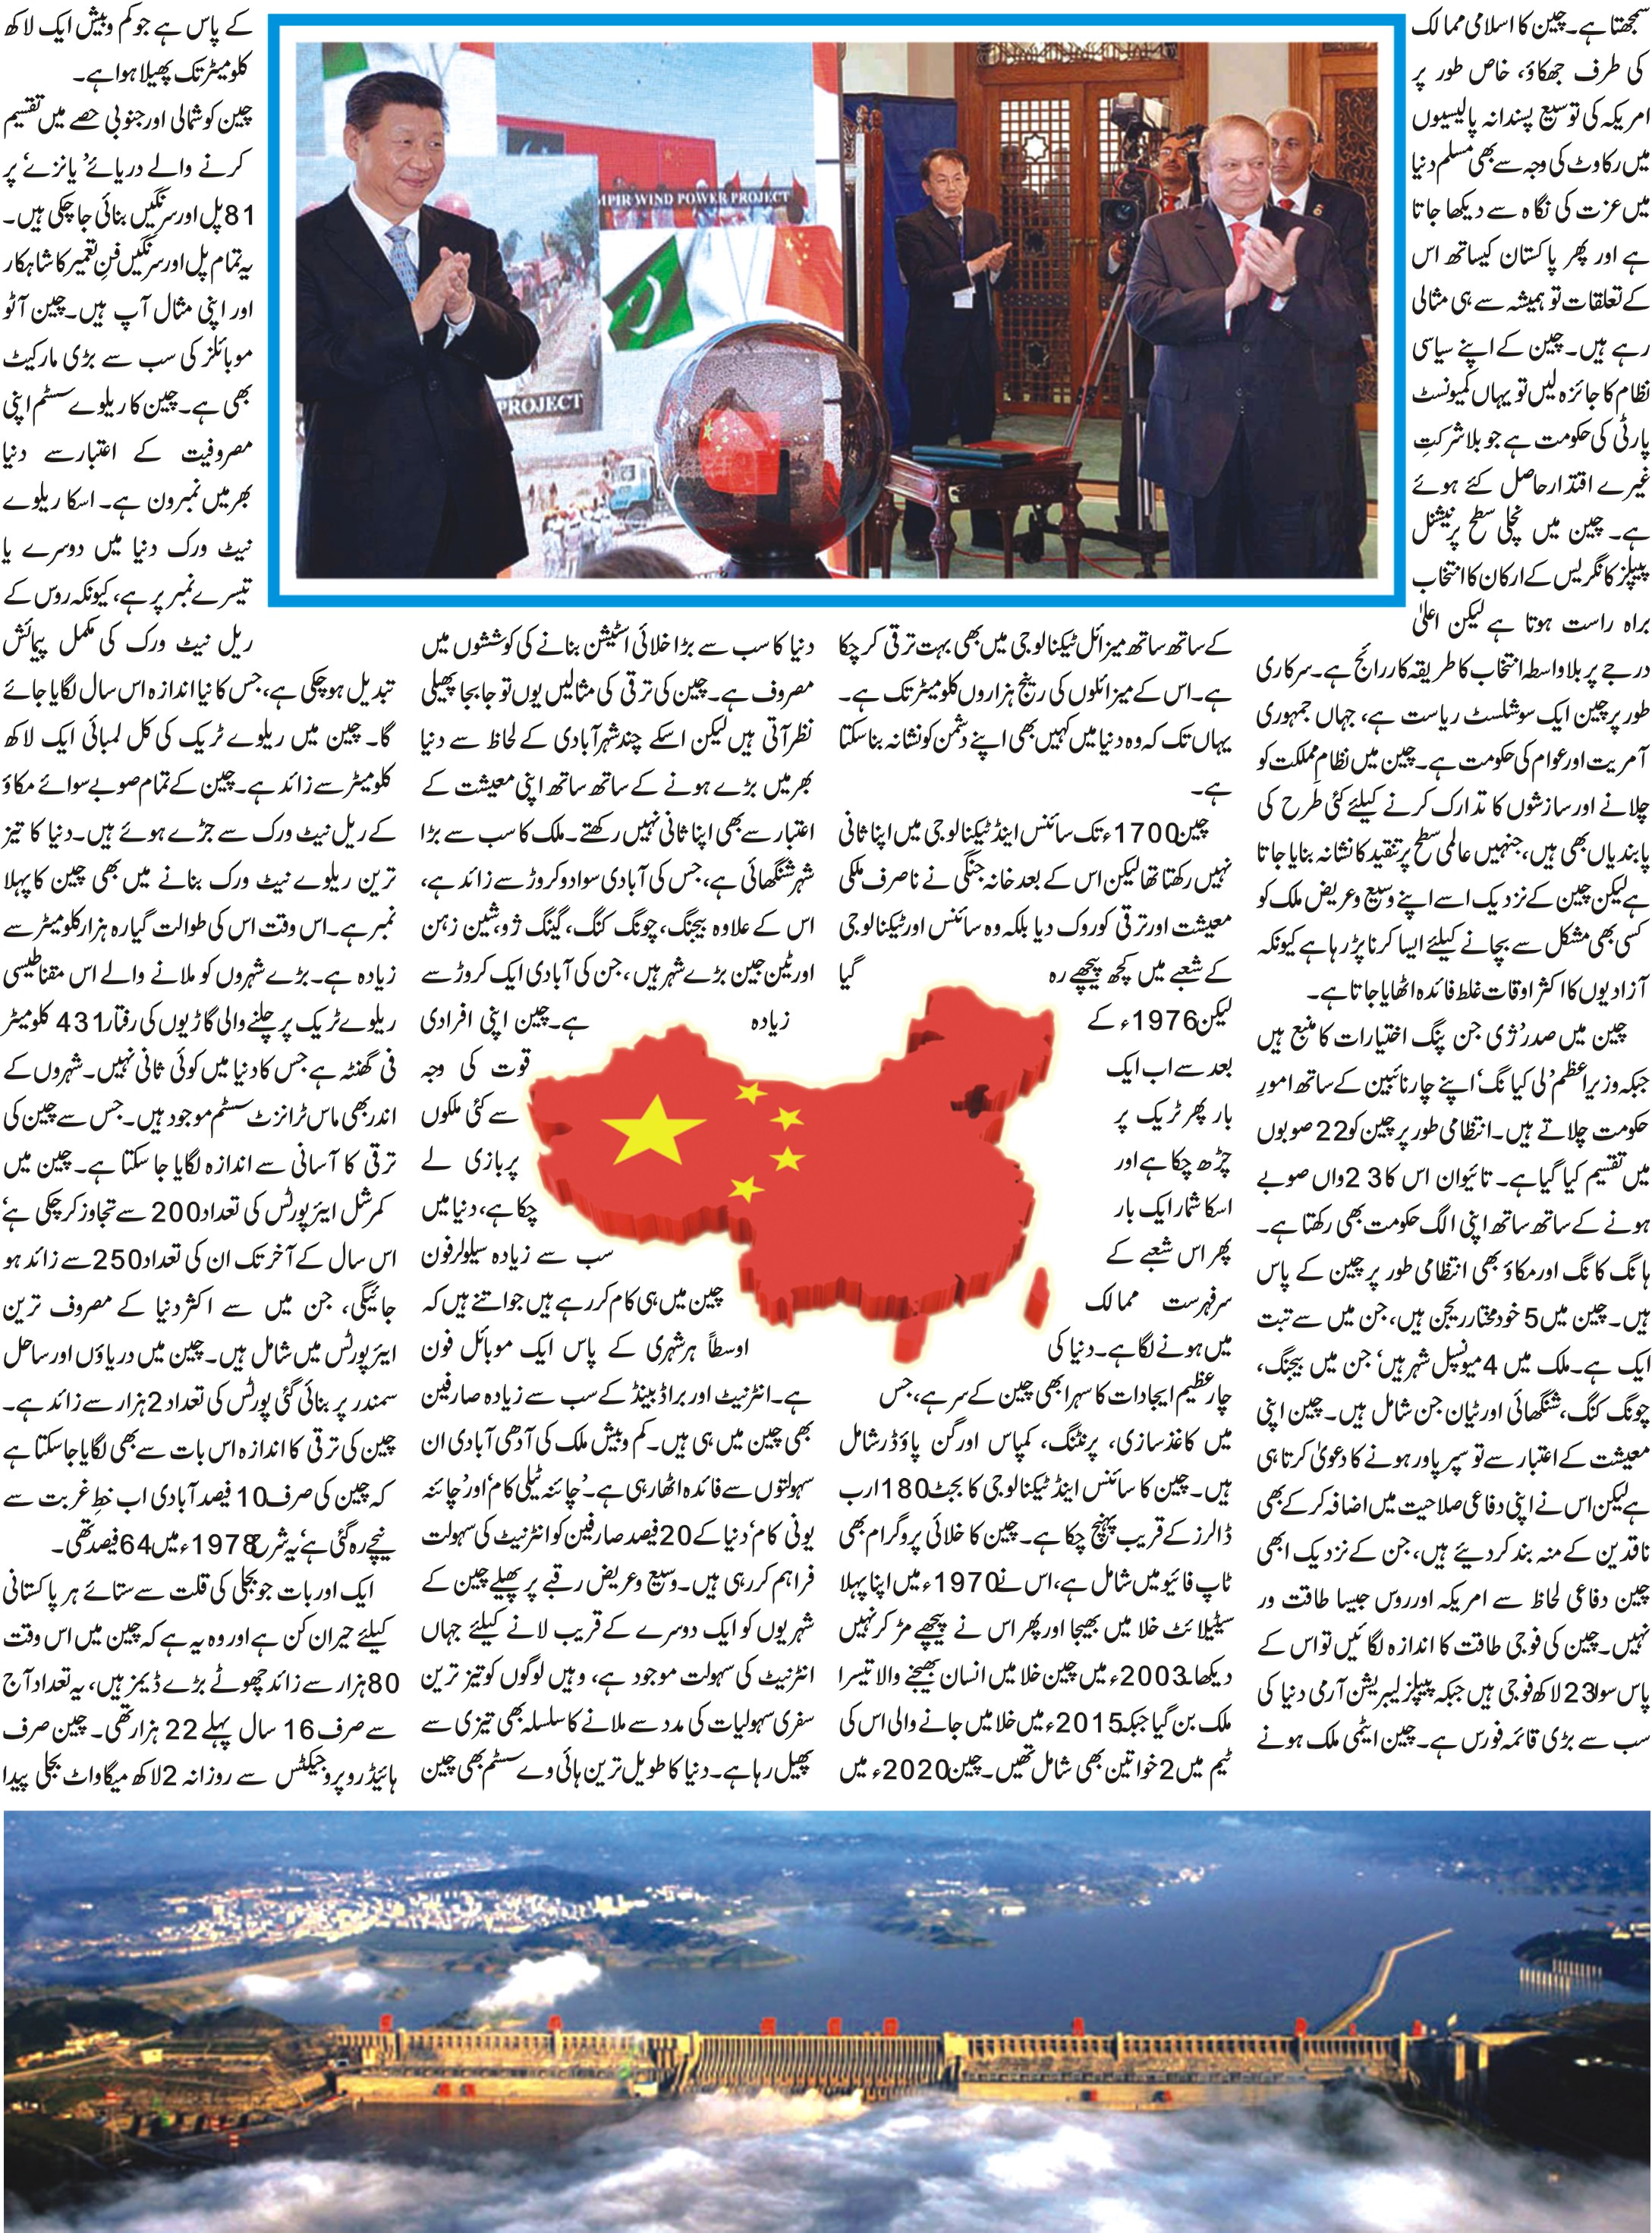 سمجھتا ہے۔ چین کا اسلامی ممالک
کی طرف جھکاؤ، خاص طور پر
امریکہ کی توسیع پسندانہ پالیسیوں
میں رکاوٹ کی وجہ سے بھی مسلم دنیا
میں عزت کی نگاہ سے دیکھا جاتا
ہے اور پھر پاکستان کیساتھ اس
کے تعلقات تو ہمیشہ سے ہی مثالی
رہے ہیں۔ چین کے اپنے سیاسی
نظام کا جائزہ لیں تو یہاں کمیونسٹ
پارٹی کی حکومت ہے جو بلا شرکتِ
غیرے اقتدار حاصل کئے ہوئے
ہے۔ چین میں نچلی سطح پر نیشنل
پیپلز کانگریس کے ارکان کا انتخاب
براہ راست ہوتا ہے لیکن اعلیٰ
درجے پر بلاواسطہ انتخاب کا طریقہ کار رائج ہے۔ سرکاری
طور پر چین ایک سوشلسٹ ریاست ہے، جہاں جمہوری
آمریت اور عوام کی حکومت ہے۔ چین میں نظامِ مملکت کو
چلانے اور سازشوں کا تدارک کرنے کیلئے کئی طرح کی
پابندیاں بھی ہیں، جنہیں عالمی سطح پر تنقید کا نشانہ بنایا جاتا
ہے لیکن چین کے نزدیک اسے اپنے وسیع و عریض ملک کو
کسی بھی مشکل سے بچانے کیلئے ایسا کرنا پڑ رہا ہے کیونکہ
آزادیوں کا اکثر اوقات غلط فائدہ اٹھایا جاتا ہے۔
چین میں صدر ’ژی جن پنگ اختیارات کا منبع ہیں
جبکہ وزیراعظم ’لی کیانگ‘ اپنے چار نائبین کے ساتھ امورِ
حکومت چلاتے ہیں۔ انتظامی طور پر چین کو 22 صوبوں
میں تقسیم کیا گیا ہے۔ تائیوان اس کا 23 واں صوبے
ہونے کے ساتھ ساتھ اپنی الگ حکومت بھی رکھتا ہے۔
ہانگ کانگ اور مکاؤ بھی انتظامی طور پر چین کے پاس
ہیں۔ چین میں 5 خودمختار ریجن ہیں، جن میں سے تبت
ایک ہے۔ ملک میں 4 میونسپل شہر ہیں‘ جن میں بیجنگ،
چونگ کنگ، شنگھائی اور ٹیان جن شامل ہیں۔ چین اپنی
معیشت کے اعتبار سے تو سپر پاور ہونے کا دعویٰ کرتا ہی
ہے لیکن اس نے اپنی دفاعی صلاحیت میں اضافہ کر کے بھی
ناقدین کے منہ بند کر دیئے ہیں، جن کے نزدیک ابھی
چین دفاعی لحاظ سے امریکہ اور روس جیسا طاقت ور
نہیں۔ چین کی فوجی طاقت کا اندازہ لگائیں تو اس کے
پاس سوا 23 لاکھ فوجی ہیں جبکہ پیپلز لیبریشن آرمی دنیا کی
سب سے بڑی قائمہ فورس ہے۔ چین ایٹمی ملک ہونے
کے ساتھ ساتھ میزائل ٹیکنالوجی میں بھی بہت ترقی کر چکا
ہے۔ اس کے میزائلوں کی رینج ہزاروں کلومیٹر تک ہے۔
یہاں تک کہ وہ دنیا میں کہیں بھی اپنے دشمن کو نشانہ بنا سکتا
ہے۔
چین 1700ء تک سائنس اینڈ ٹیکنالوجی میں اپنا ثانی
نہیں رکھتا تھا لیکن اس کے بعد خانہ جنگی نے ناصرف ملکی
معیشت اور ترقی کو روک دیا بلکہ وہ سائنس اور ٹیکنالوجی
کے شعبے میں کچھ پیچھے رہ گیا
لیکن 1976ء کے
بعد سے اب ایک
بار پھر ٹریک پر
چڑھ چکا ہے اور
اسکا شمار ایک بار
پھر اس شعبے کے
سرفہرست ممالک
میں ہونے لگا ہے۔ دنیا کی
چار عظیم ایجادات کا سہرا بھی چین کے سر ہے، جس
میں کاغذ سازی، پرنٹنگ، کمپاس اور گن پاؤڈر شامل
ہیں۔ چین کا سائنس اینڈ ٹیکنالوجی کا بجٹ 180 ارب
ڈالرز کے قریب پہنچ چکا ہے۔ چین کا خلائی پروگرام بھی
ٹاپ فائیو میں شامل ہے، اس نے 1970ء میں اپنا پہلا
سیٹیلائٹ خلا میں بھیجا اور پھر اس نے پیچھے مڑ کر نہیں
دیکھا۔ 2003ء میں چین خلا میں انسان بھیجنے والا تیسرا
ملک بن گیا جبکہ 2015ء میں خلا میں جانے والی اس کی
ٹیم میں 2 خواتین بھی شامل تھیں۔ چین 2020ء میں
دنیا کا سب سے بڑا خلائی اسٹیشن بنانے کی کوششوں میں
مصروف ہے۔ چین کی ترقی کی مثالیں یوں تو جا بجا پھیلی
نظر آتی ہیں لیکن اسکے چند شہر آبادی کے لحاظ سے دنیا
بھر میں بڑے ہونے کے ساتھ ساتھ اپنی معیشت کے
اعتبار سے بھی اپنا ثانی نہیں رکھتے۔ ملک کا سب سے بڑا
شہر شنگھائی ہے، جس کی آبادی سوا دو کروڑ سے زائد ہے،
اس کے علاوہ بیجنگ، چونگ کنگ، گینگ ژو، شین زہن
اور ٹین جین بڑے شہر ہیں، جن کی آبادی ایک کروڑ سے
زیادہ ہے۔ چین اپنی افرادی
قوت کی وجہ
سے کئی ملکوں
پر بازی لے
چکا ہے، دنیا میں
سب سے زیادہ سیلولر فون
چین میں ہی کام کر رہے ہیں جو اتنے ہیں کہ
اوسطاً ہر شہری کے پاس ایک موبائل فون
ہے۔ انٹرنیٹ اور براڈ بینڈ کے سب سے زیادہ صارفین
بھی چین میں ہی ہیں۔ کم و بیش ملک کی آدھی آبادی ان
سہولتوں سے فائدہ اٹھا رہی ہے۔ ’چائنہ ٹیلی کام‘ اور ’چائنہ
یونی کام‘ دنیا کے 20 فیصد صارفین کو انٹرنیٹ کی سہولت
فراہم کر رہی ہیں۔ وسیع و عریض رقبے پر پھیلے چین کے
شہریوں کو ایک دوسرے کے قریب لانے کیلئے جہاں
انٹرنیٹ کی سہولت موجود ہے، وہیں لوگوں کو تیز ترین
سفری سہولیات کی مدد سے ملانے کا سلسلہ بھی تیزی سے
پھیل رہا ہے۔ دنیا کا طویل ترین ہائی وے سسٹم بھی چین
کے پاس ہے جو کم و بیش ایک لاکھ
کلومیٹر تک پھیلا ہوا ہے۔
چین کو شمالی اور جنوبی حصے میں تقسیم
کرنے والے دریائے ’یانزے‘ پر
81 پل اور سرنگیں بنائی جا چکی ہیں۔
یہ تمام پل اور سرنگیں فنِ تعمیر کا شاہکار
اور اپنی مثال آپ ہیں۔ چین آٹو
موبائلز کی سب سے بڑی مارکیٹ
بھی ہے۔ چین کا ریلوے سسٹم اپنی
مصروفیت کے اعتبار سے دنیا
بھر میں نمبرون ہے۔ اسکا ریلوے
نیٹ ورک دنیا میں دوسرے یا
تیسرے نمبر پر ہے، کیونکہ روس کے
ریل نیٹ ورک کی مکمل پیمائش
تبدیل ہو چکی ہے، جس کا نیا اندازہ اس سال لگایا جائے
گا۔ چین میں ریلوے ٹریک کی کل لمبائی ایک لاکھ
کلومیٹر سے زائد ہے۔ چین کے تمام صوبے سوائے مکاؤ
کے ریل نیٹ ورک سے جڑے ہوئے ہیں۔ دنیا کا تیز
ترین ریلوے نیٹ ورک بنانے میں بھی چین کا پہلا
نمبر ہے۔ اس وقت اس کی طوالت گیارہ ہزار کلومیٹر سے
زیادہ ہے۔ بڑے شہروں کو ملانے والے اس مقناطیسی
ریلوے ٹریک پر چلنے والی گاڑیوں کی رفتار 431 کلومیٹر
فی گھنٹہ ہے جس کا دنیا میں کوئی ثانی نہیں۔ شہروں کے
اندر بھی ماس ٹرانزٹ سسٹم موجود ہیں۔ جس سے چین کی
ترقی کا آسانی سے اندازہ لگایا جا سکتا ہے۔ چین میں
کمرشل ایئرپورٹس کی تعداد 200 سے تجاوز کر چکی ہے‘
اس سال کے آخر تک ان کی تعداد 250 سے زائد ہو
جائیگی، جن میں سے اکثر دنیا کے مصروف ترین
ایئرپورٹس میں شامل ہیں۔ چین میں دریاؤں اور ساحل
سمندر پر بنائی گئی پورٹس کی تعداد 2 ہزار سے زائد ہے۔
چین کی ترقی کا اندازہ اس بات سے بھی لگایا جا سکتا ہے
کہ چین کی صرف 10 فیصد آبادی اب خطِ غربت سے
نیچے رہ گئی ہے‘ یہ شرح 1978ء میں 64 فیصد تھی۔
ایک اور بات جو بجلی کی قلت سے ستائے ہر پاکستانی
کیلئے حیران کن ہے اور وہ یہ ہے کہ چین میں اس وقت
80 ہزار سے زائد چھوٹے بڑے ڈیمز ہیں، یہ تعداد آج
سے صرف 16 سال پہلے 22 ہزار تھی۔ چین صرف
ہائیڈرو پروجیکٹس سے روزانہ 2 لاکھ میگاواٹ بجلی پیدا
MPIR WIND POWER PROJECT
PROJECT